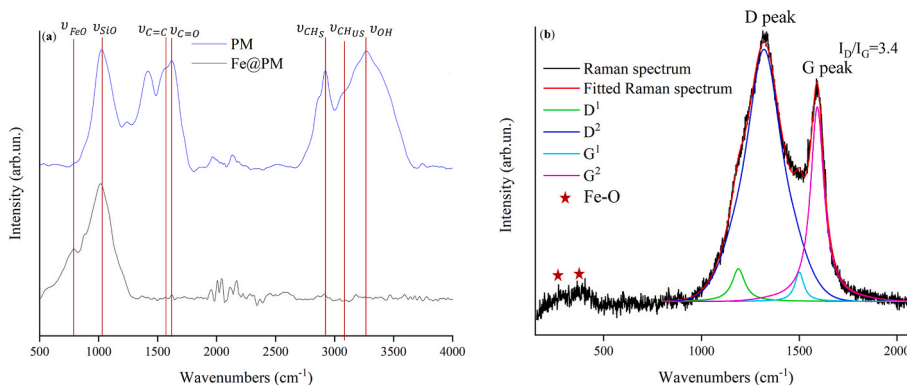 (a) υFeO υSiO υC=C υC=O υCHS υCHUS υOH
PM
Fe@PM
Intensity (arb.un.)
500 1000 1500 2000 2500 3000 3500 4000
Wavenumbers (cm-1)
(b) D peak
ID/IG=3.4
G peak
Raman spectrum
Fitted Raman spectrum
D1
D2
G1
G2
Fe-O
Intensity (arb.un.)
500 1000 1500 2000
Wavenumbers (cm-1)